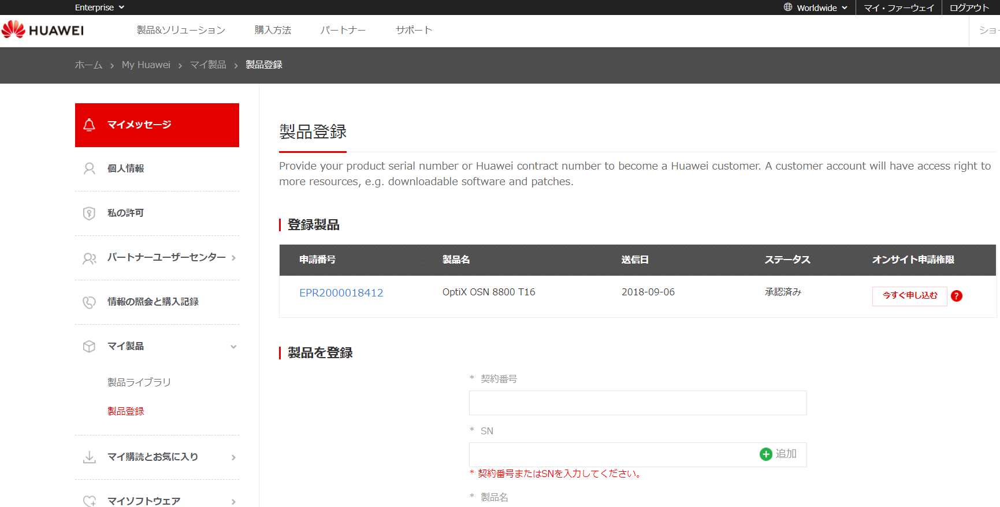 Enterprise
Worldwide
マイ・ファーウェイ
ログアウト
HUAWEI
製品&ソリューション
購入方法
パートナー
サポート
ショー
ホーム > My Huawei > マイ製品 > 製品登録
マイメッセージ
個人情報
私の許可
パートナーユーザーセンター
情報の照会と購入記録
マイ製品
製品ライブラリ
製品登録
マイ購読とお気に入り
マイソフトウェア
製品登録
Provide your product serial number or Huawei contract number to become a Huawei customer. A customer account will have access right to
more resources, e.g. downloadable software and patches.
登録製品
申請番号 製品名 送信日 ステータス オンサイト申請権限
EPR2000018412 OptiX OSN 8800 T16 2018-09-06 承認済み 今すぐ申し込む ?
製品を登録
* 契約番号
* SN
追加
* 契約番号またはSNを入力してください。
* 製品名